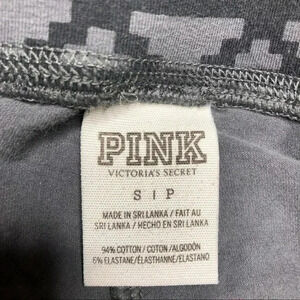 PINK
VICTORIA'S SECRET
S | P
MADE IN SRI LANKA / FAIT AU
SRI LANKA / HECHO EN SRI LANKA
94% COTTON / COTON / ALGODÓN
6% ELASTANE / ÉLASTHANNE / ELASTANO